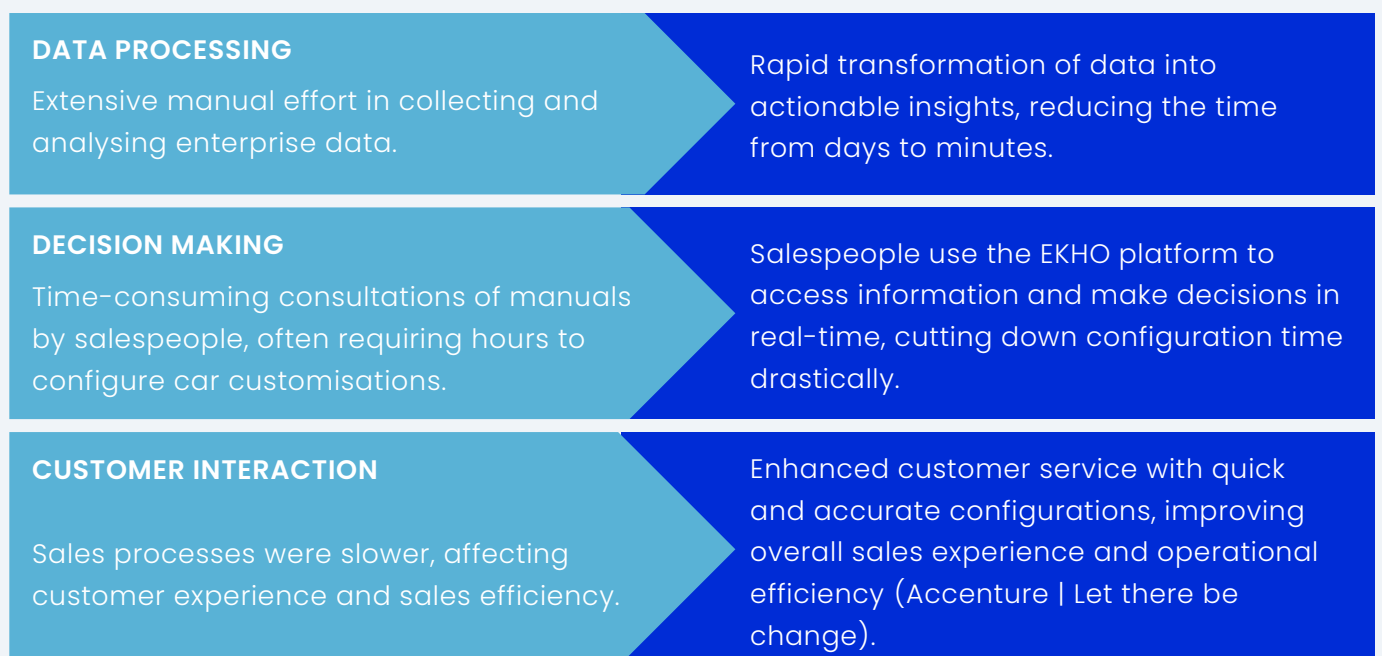 DATA PROCESSING
Extensive manual effort in collecting and
analysing enterprise data.
Rapid transformation of data into
actionable insights, reducing the time
from days to minutes.
DECISION MAKING
Time-consuming consultations of manuals
by salespeople, often requiring hours to
configure car customisations.
Salespeople use the EKHO platform to
access information and make decisions in
real-time, cutting down configuration time
drastically.
CUSTOMER INTERACTION
Sales processes were slower, affecting
customer experience and sales efficiency.
Enhanced customer service with quick
and accurate configurations, improving
overall sales experience and operational
efficiency (Accenture | Let there be
change).